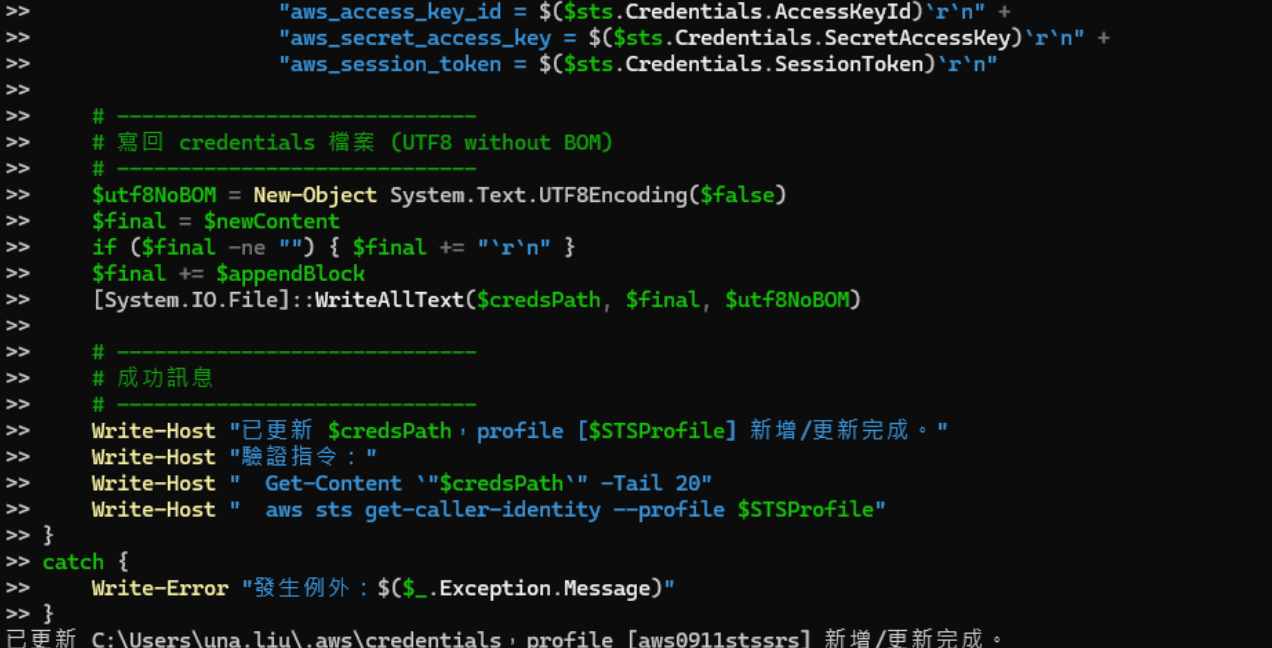 >>                     "aws_access_key_id = $($sts.Credentials.AccessKeyId)`r`n" +
>>                     "aws_secret_access_key = $($sts.Credentials.SecretAccessKey)`r`n" +
>>                     "aws_session_token = $($sts.Credentials.SessionToken)`r`n"
>>
>>     # -----------------------------
>>     # 寫回 credentials 檔案 (UTF8 without BOM)
>>     # -----------------------------
>>     $utf8NoBOM = New-Object System.Text.UTF8Encoding($false)
>>     $final = $newContent
>>     if ($final -ne "") { $final += "`r`n" }
>>     $final += $appendBlock
>>     [System.IO.File]::WriteAllText($credsPath, $final, $utf8NoBOM)
>>
>>     # -----------------------------
>>     # 成功訊息
>>     # -----------------------------
>>     Write-Host "已更新 $credsPath，profile [$STSProfile] 新增/更新完成。"
>>     Write-Host "驗證指令："
>>     Write-Host "  Get-Content `"$credsPath`" -Tail 20"
>>     Write-Host "  aws sts get-caller-identity --profile $STSProfile"
>> }
>> catch {
>>     Write-Error "發生例外：$($_.Exception.Message)"
>> }
已更新 C:\Users\una.liu\.aws\credentials，profile [aws0911stssrs] 新增/更新完成。